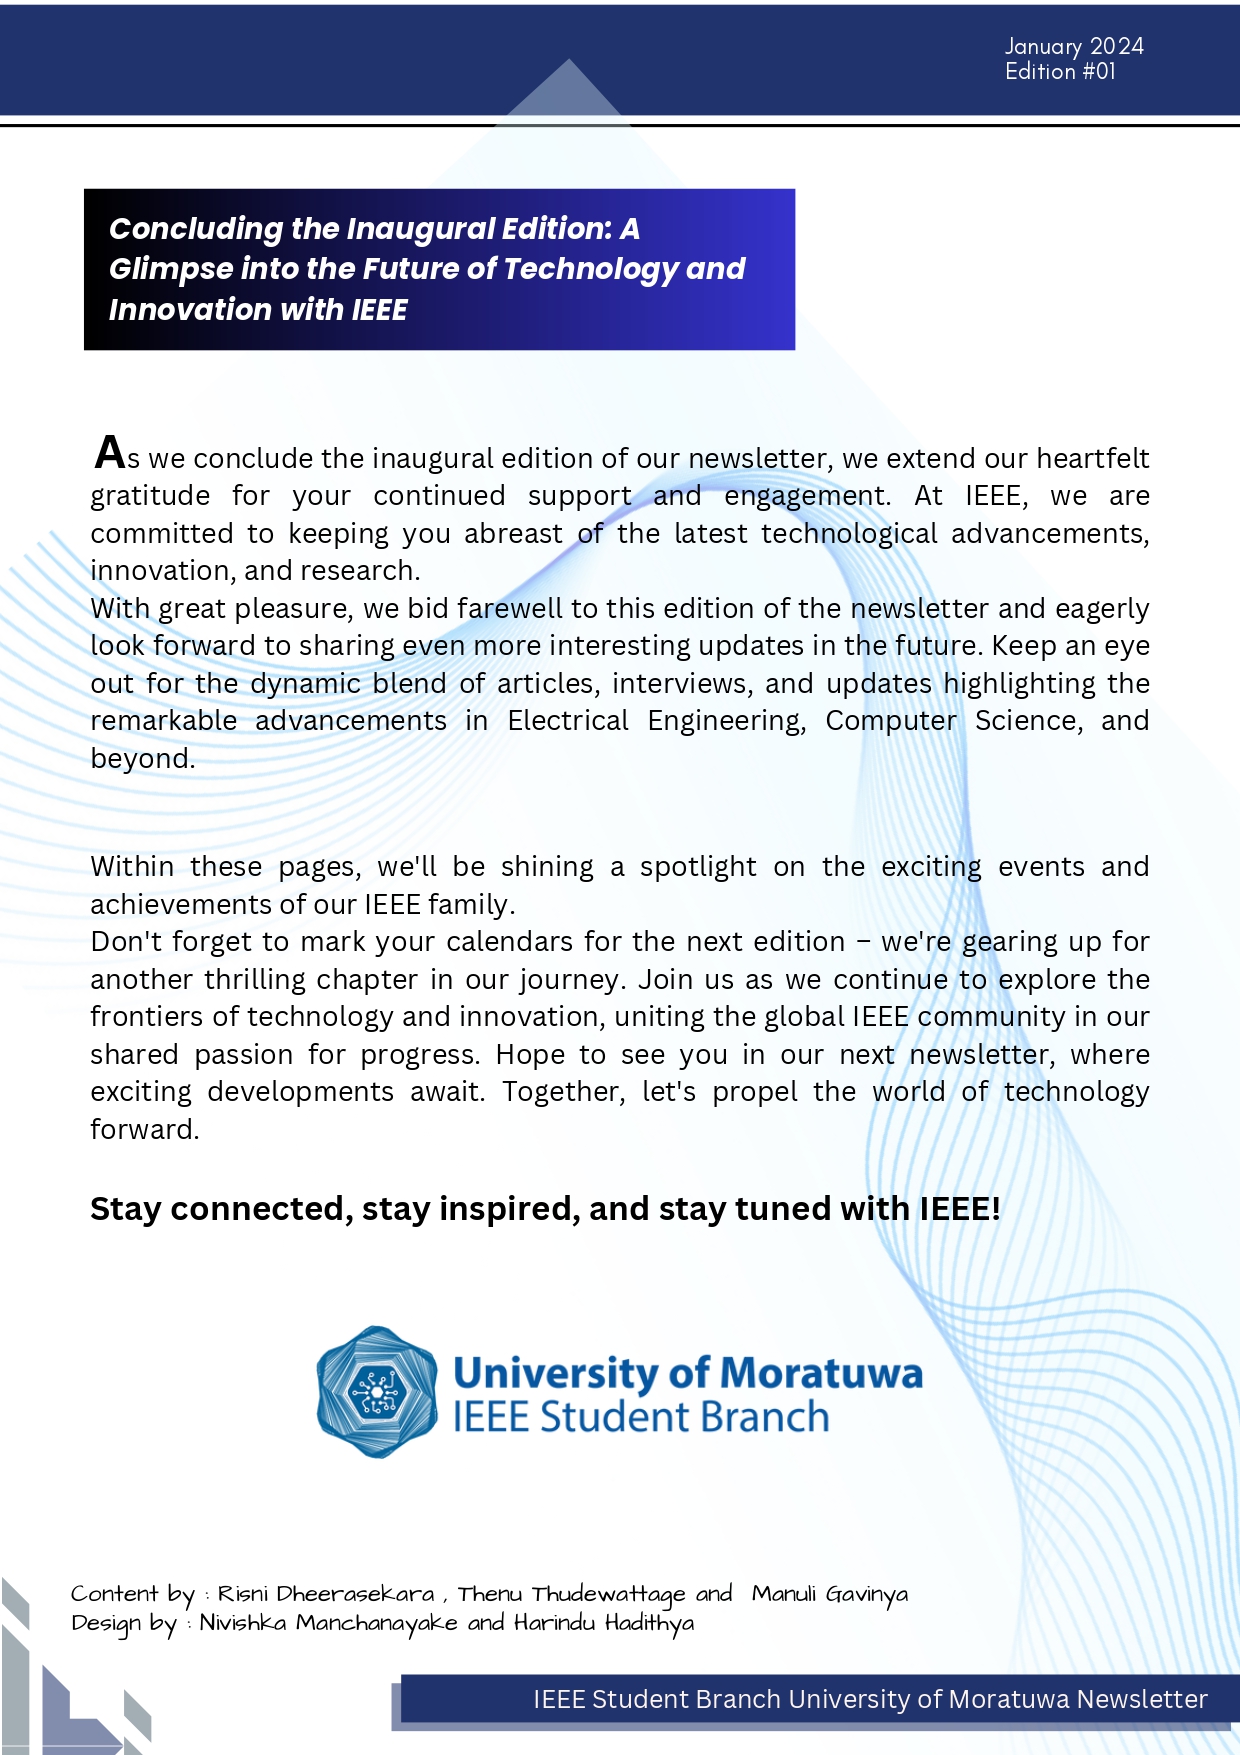 January 2024
Edition #01
Concluding the Inaugural Edition: A
Glimpse into the Future of Technology and
Innovation with IEEE
As we conclude the inaugural edition of our newsletter, we extend our heartfelt
gratitude for your continued support and engagement. At IEEE, we are
committed to keeping you abreast of the latest technological advancements,
innovation, and research.
With great pleasure, we bid farewell to this edition of the newsletter and eagerly
look forward to sharing even more interesting updates in the future. Keep an eye
out for the dynamic blend of articles, interviews, and updates highlighting the
remarkable advancements in Electrical Engineering, Computer Science, and
beyond.
Within these pages, we'll be shining a spotlight on the exciting events and
achievements of our IEEE family.
Don't forget to mark your calendars for the next edition – we're gearing up for
another thrilling chapter in our journey. Join us as we continue to explore the
frontiers of technology and innovation, uniting the global IEEE community in our
shared passion for progress. Hope to see you in our next newsletter, where
exciting developments await. Together, let's propel the world of technology
forward.
Stay connected, stay inspired, and stay tuned with IEEE!
University of Moratuwa
IEEE Student Branch
Content by : Risni Dheerasekara , Thenu Thudewattage and Manuli Gavinya
Design by : Nivishka Manchanayake and Harindu Hadithya
IEEE Student Branch University of Moratuwa Newsletter